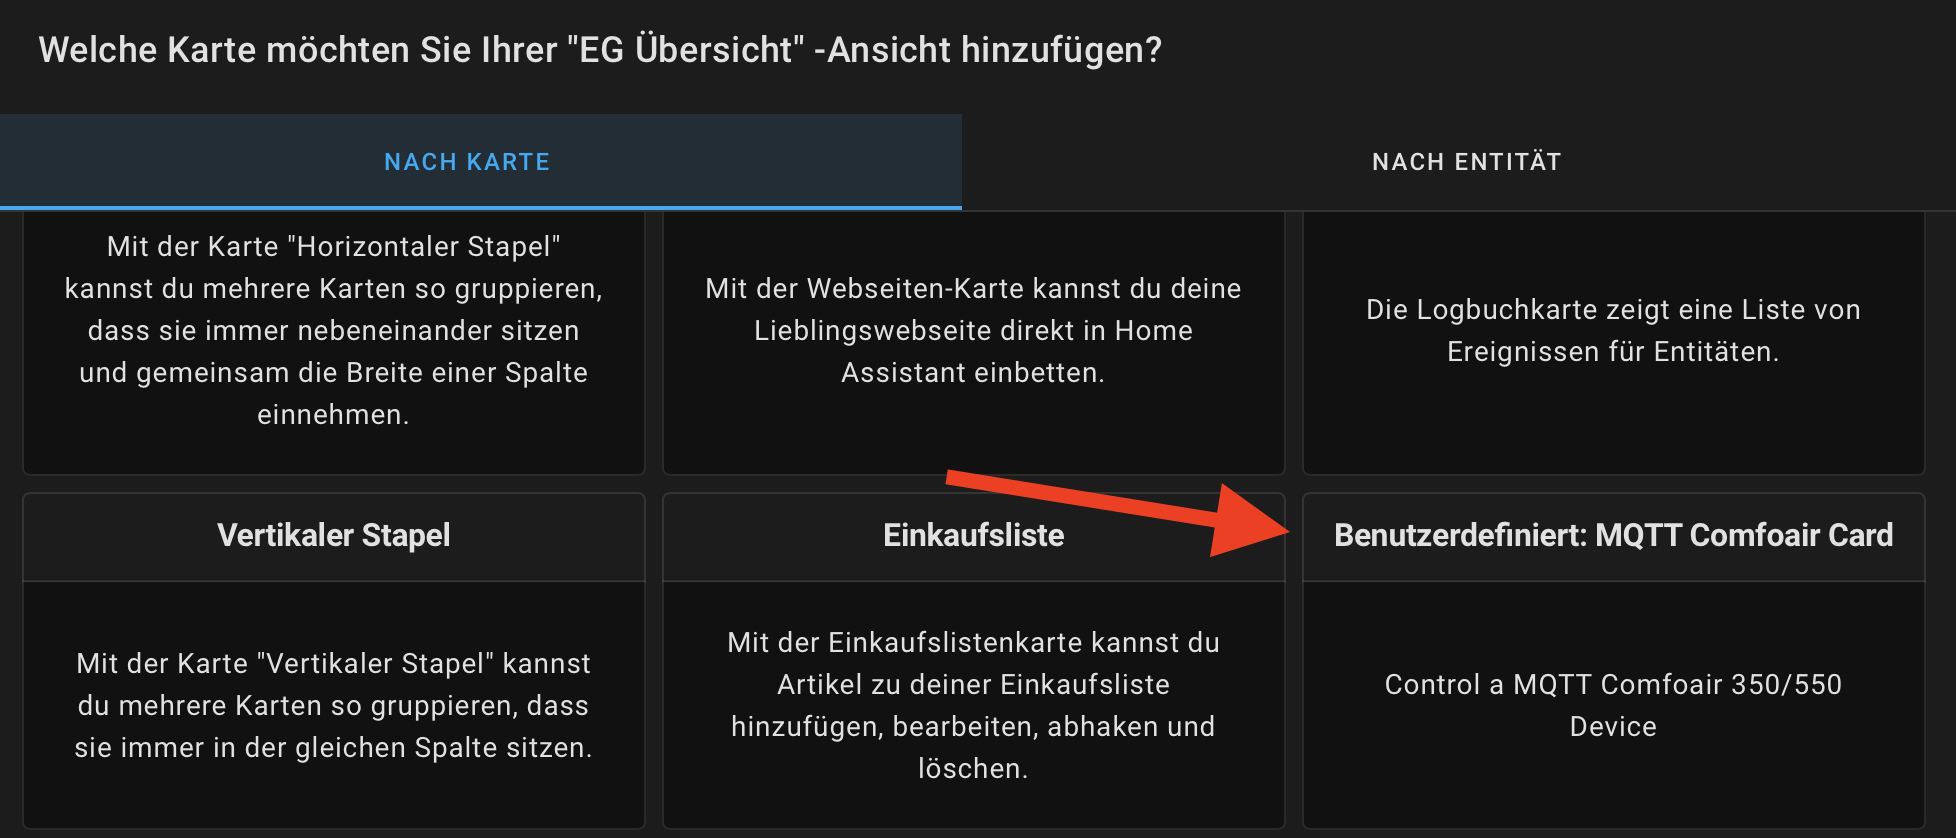 Welche Karte möchten Sie Ihrer "EG Übersicht" -Ansicht hinzufügen?
NACH KARTE
NACH ENTITÄT
Mit der Karte "Horizontaler Stapel"
kannst du mehrere Karten so gruppieren,
dass sie immer nebeneinander sitzen
und gemeinsam die Breite einer Spalte
einnehmen.
Mit der Webseiten-Karte kannst du deine
Lieblingswebseite direkt in Home
Assistant einbetten.
Die Logbuchkarte zeigt eine Liste von
Ereignissen für Entitäten.
Vertikaler Stapel
Mit der Karte "Vertikaler Stapel" kannst
du mehrere Karten so gruppieren, dass
sie immer in der gleichen Spalte sitzen.
Einkaufsliste
Mit der Einkaufslistenkarte kannst du
Artikel zu deiner Einkaufsliste
hinzufügen, bearbeiten, abhaken und
löschen.
Benutzerdefiniert: MQTT Comfoair Card
Control a MQTT Comfoair 350/550
Device